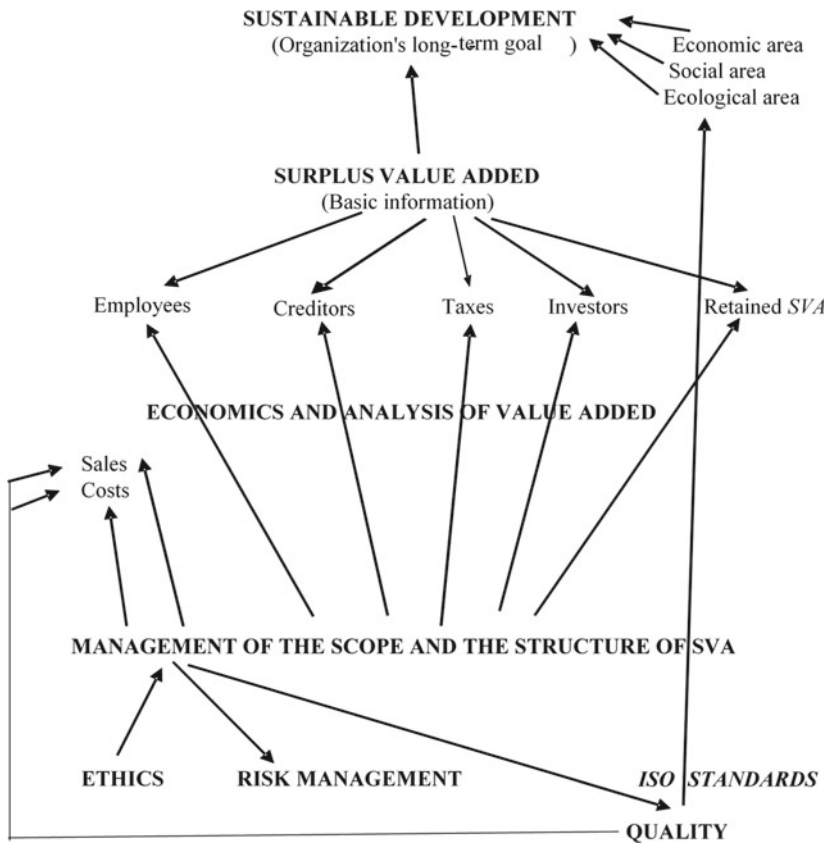 SUSTAINABLE DEVELOPMENT
(Organization's long-term goal )
Economic area
Social area
Ecological area
SURPLUS VALUE ADDED
(Basic information)
Employees Creditors Taxes Investors Retained SVA
ECONOMICS AND ANALYSIS OF VALUE ADDED
Sales
Costs
MANAGEMENT OF THE SCOPE AND THE STRUCTURE OF SVA
ETHICS RISK MANAGEMENT ISO STANDARDS
QUALITY